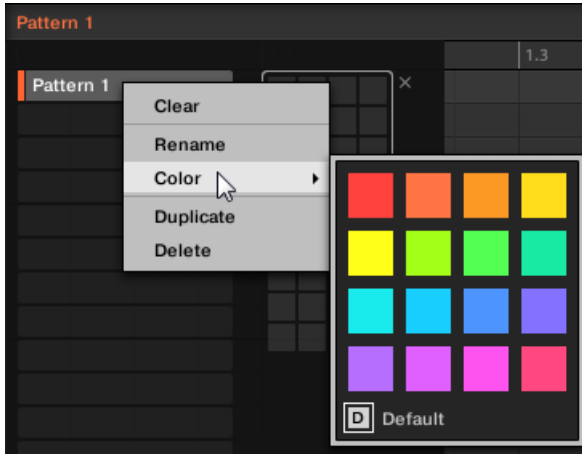 Pattern 1
1.3
Pattern 1
Clear
Rename
Color
Duplicate
Delete
D Default